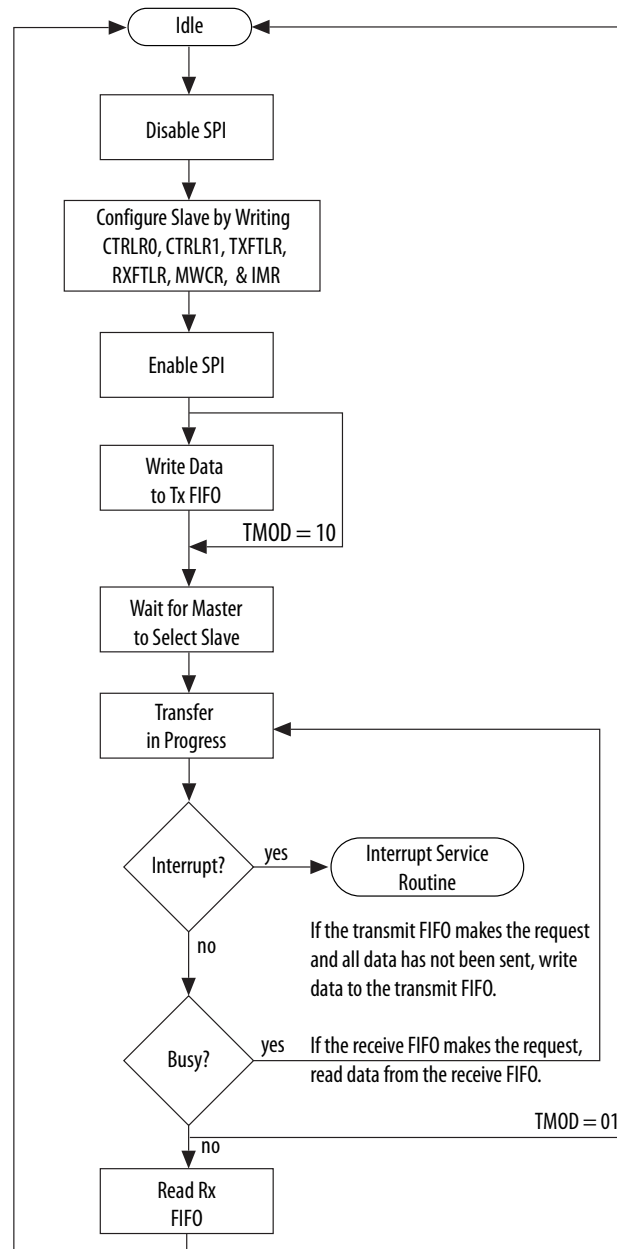 Idle
Disable SPI
Configure Slave by Writing
CTRLR0, CTRLR1, TXFTLR,
RXFTLR, MWCR, & IMR
Enable SPI
Write Data
to Tx FIFO
TMOD = 10
Wait for Master
to Select Slave
Transfer
in Progress
Interrupt?
yes
Interrupt Service
Routine
no
If the transmit FIFO makes the request
and all data has not been sent, write
data to the transmit FIFO.
Busy?
yes
If the receive FIFO makes the request,
read data from the receive FIFO.
TMOD = 01
no
Read Rx
FIFO